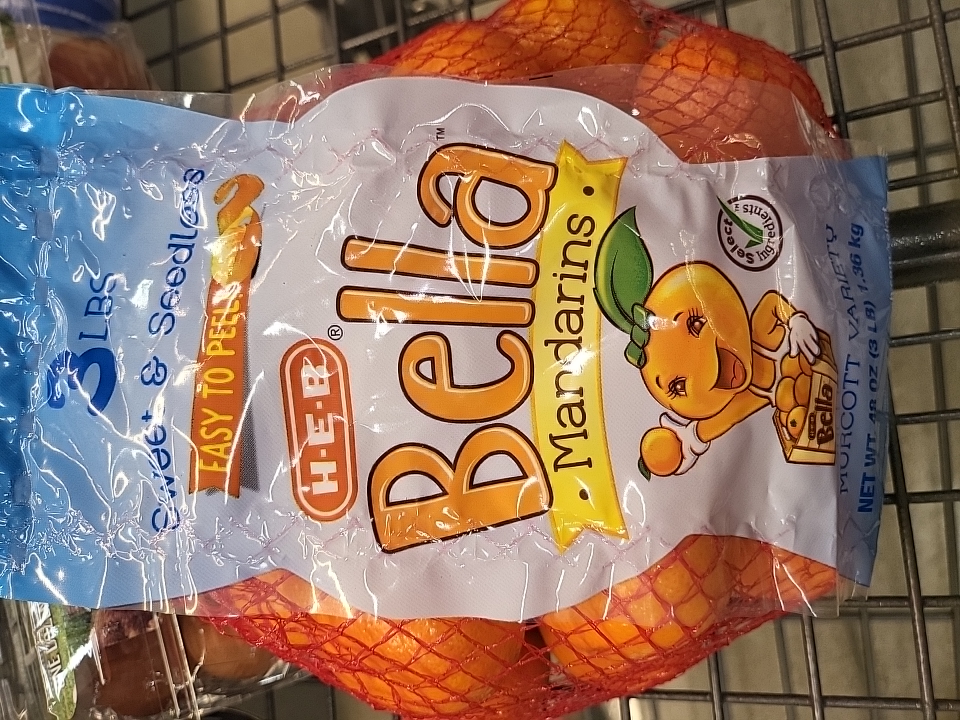 3 LBS
Sweet & Seedless
EASY TO PEEL
H-E-B®
Bella™
• Mandarins •
Select Ingredients
Bella
MURCOTT VARIETY
NET WT 48 OZ (3 LB) 1.36 kg